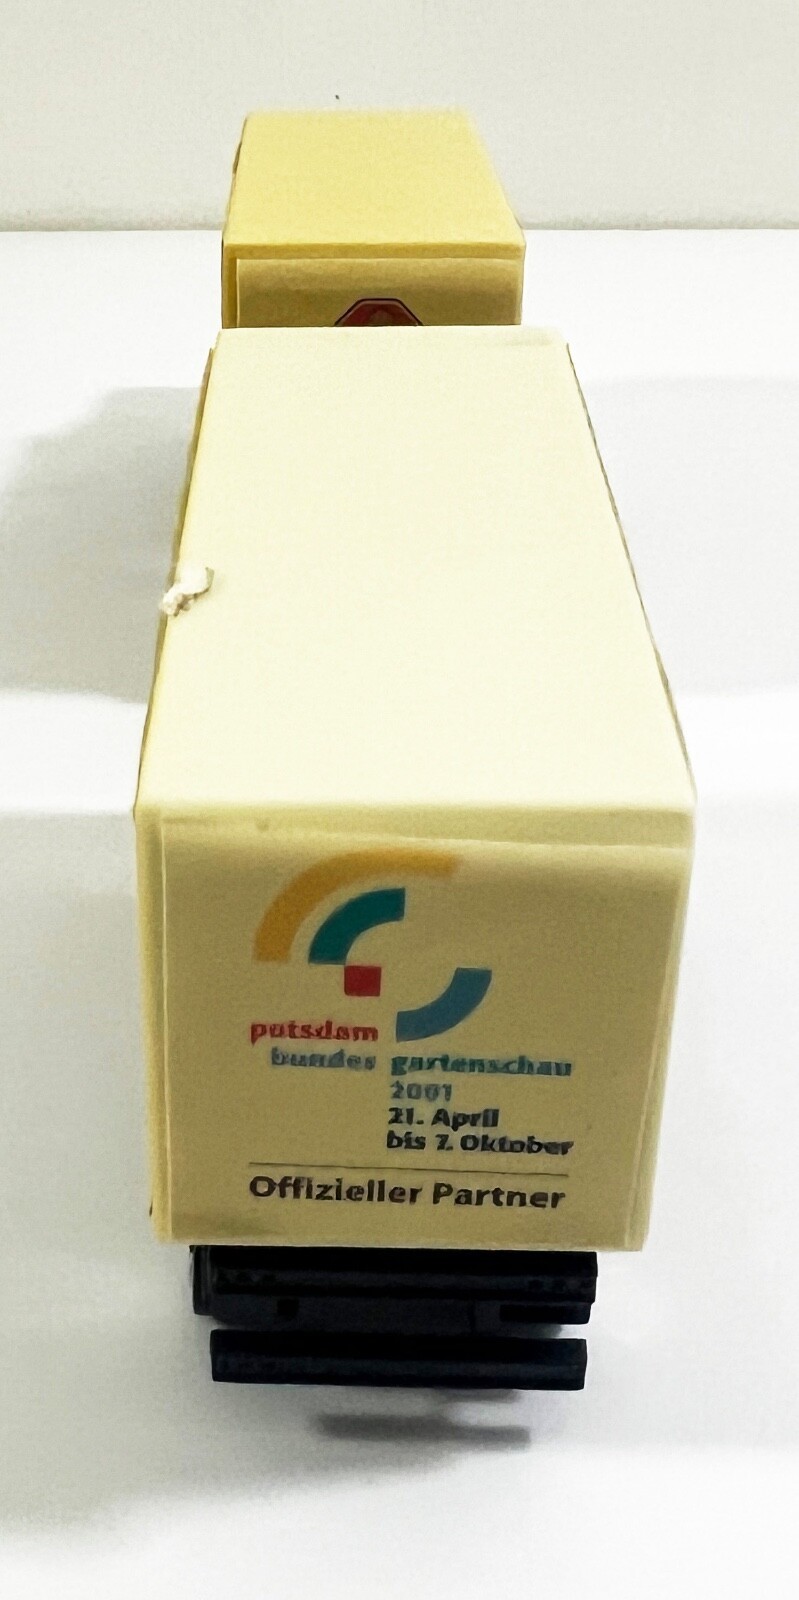 potsdam
bundes gartenschau
2001
21. April
bis 7. Oktober
Offizieller Partner